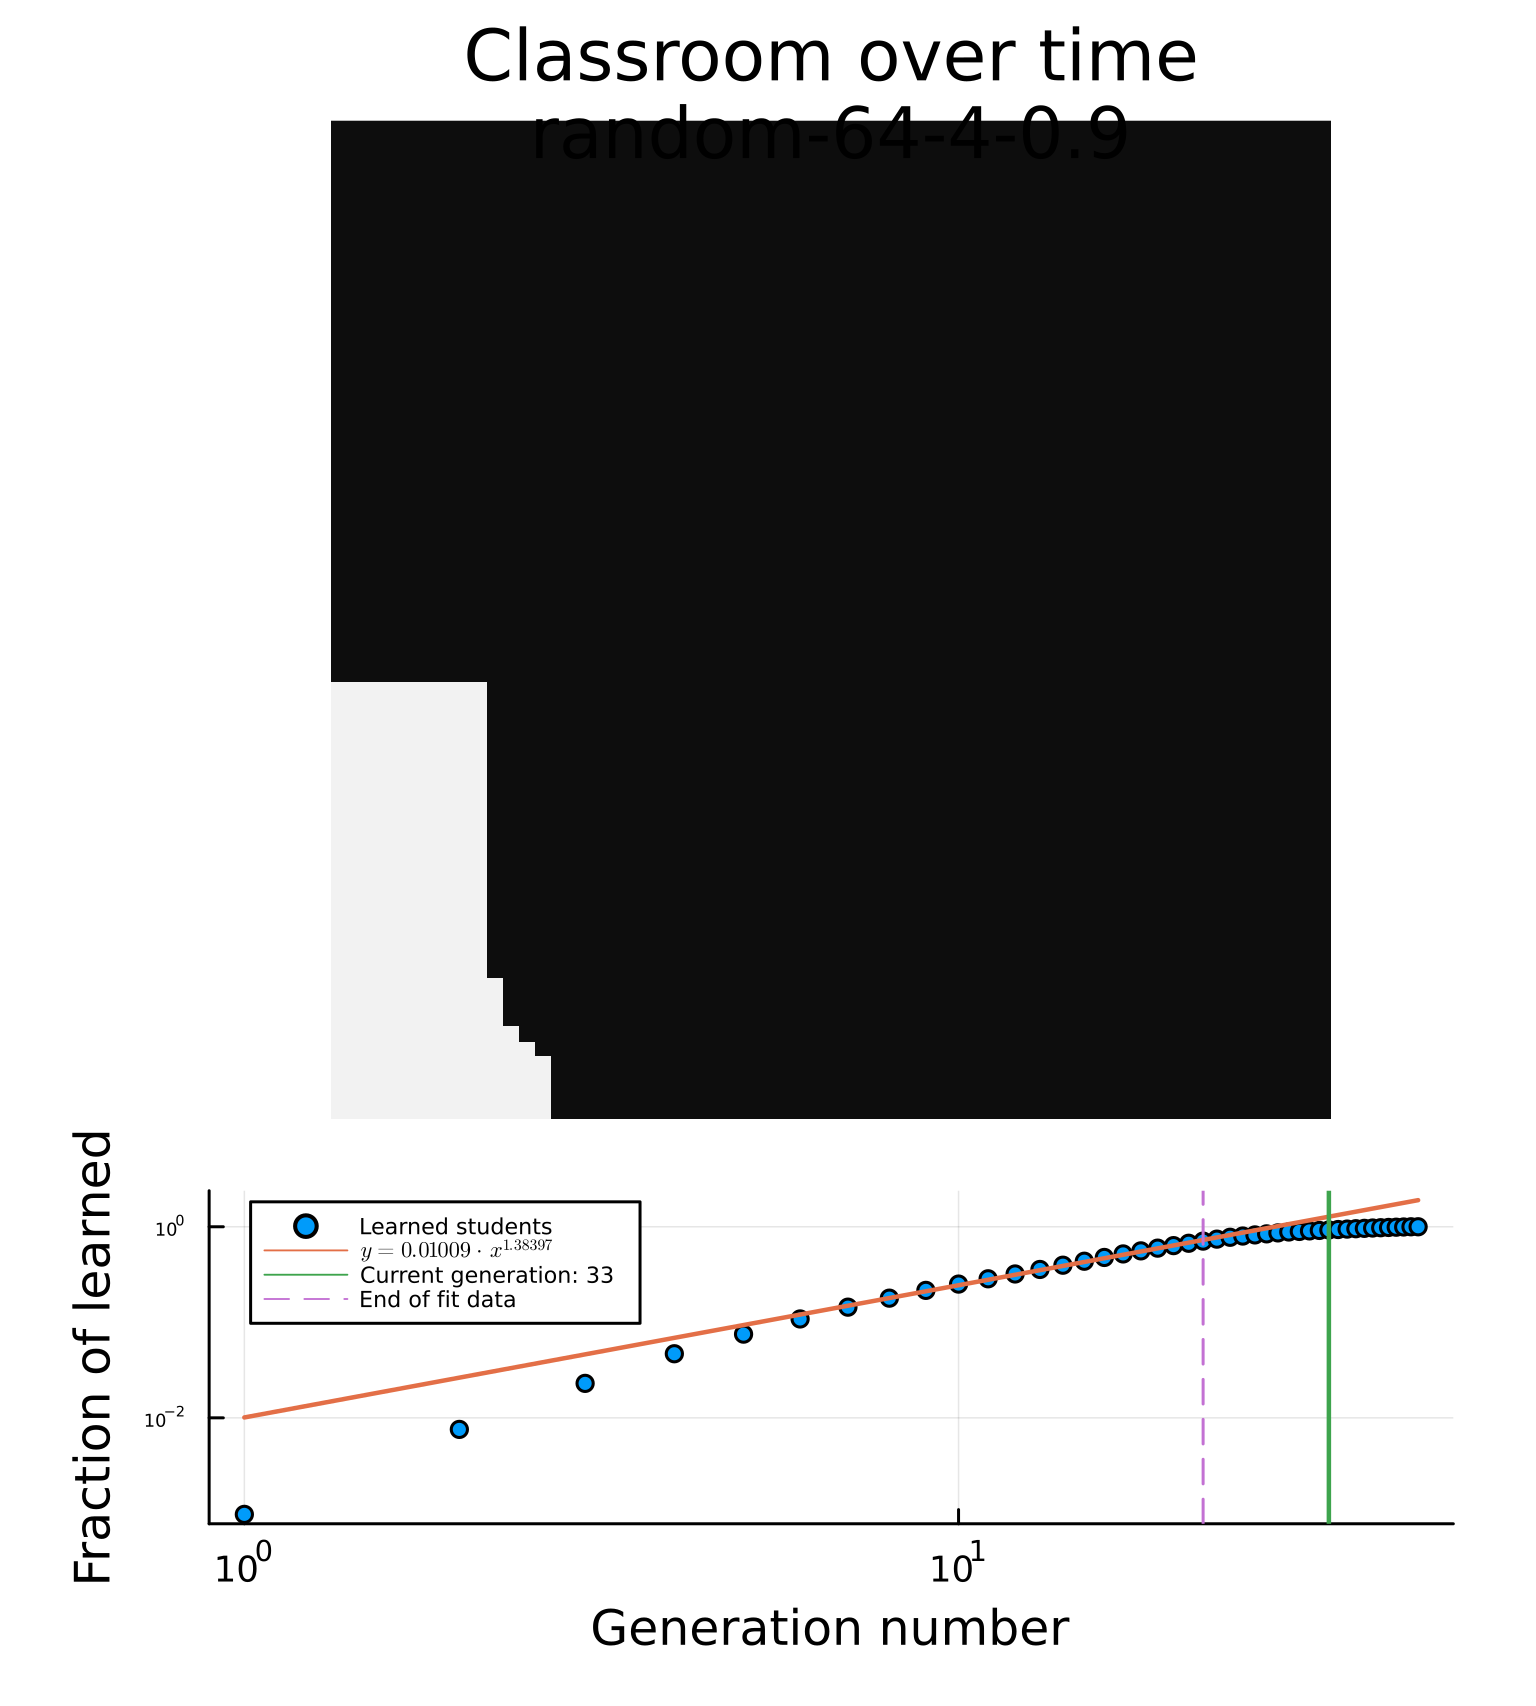 Classroom over time
random-64-4-0.9
Fraction of learned
10⁰
10⁻²
Learned students
y = 0.01009 · x^1.38397
Current generation: 33
End of fit data
10⁰
10¹
Generation number